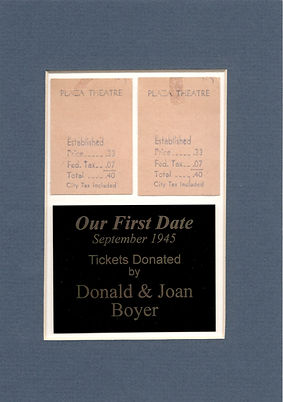 PLAZA THEATRE
Established
Price.....33
Fed. Tax..07
Total.....40
City Tax Included
PLAZA THEATRE
Established
Price.....33
Fed. Tax..07
Total.....40
City Tax Included
Our First Date
September 1945
Tickets Donated
by
Donald & Joan
Boyer